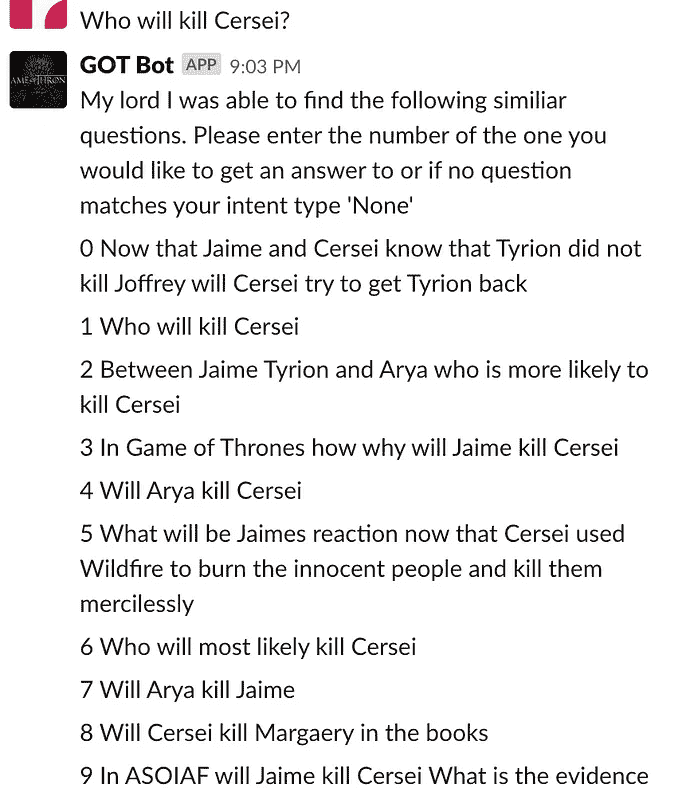 Who will kill Cersei?
GOT Bot APP 9:03 PM
My lord I was able to find the following similiar
questions. Please enter the number of the one you
would like to get an answer to or if no question
matches your intent type 'None'
0 Now that Jaime and Cersei know that Tyrion did not
kill Joffrey will Cersei try to get Tyrion back
1 Who will kill Cersei
2 Between Jaime Tyrion and Arya who is more likely to
kill Cersei
3 In Game of Thrones how why will Jaime kill Cersei
4 Will Arya kill Cersei
5 What will be Jaimes reaction now that Cersei used
Wildfire to burn the innocent people and kill them
mercilessly
6 Who will most likely kill Cersei
7 Will Arya kill Jaime
8 Will Cersei kill Margaery in the books
9 In ASOIAF will Jaime kill Cersei What is the evidence